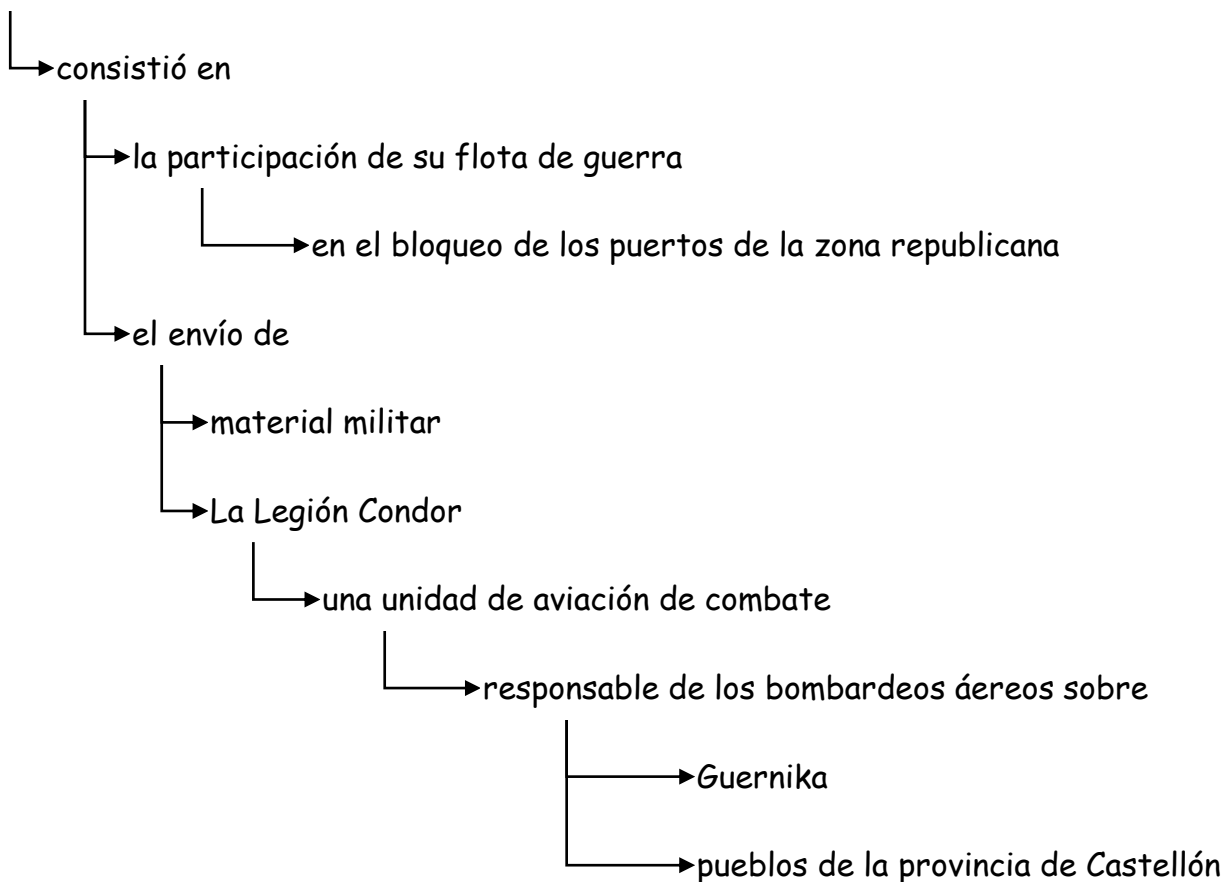 consistió en
la participación de su flota de guerra
en el bloqueo de los puertos de la zona republicana
el envío de
material militar
La Legión Condor
una unidad de aviación de combate
responsable de los bombardeos áereos sobre
Guernika
pueblos de la provincia de Castellón